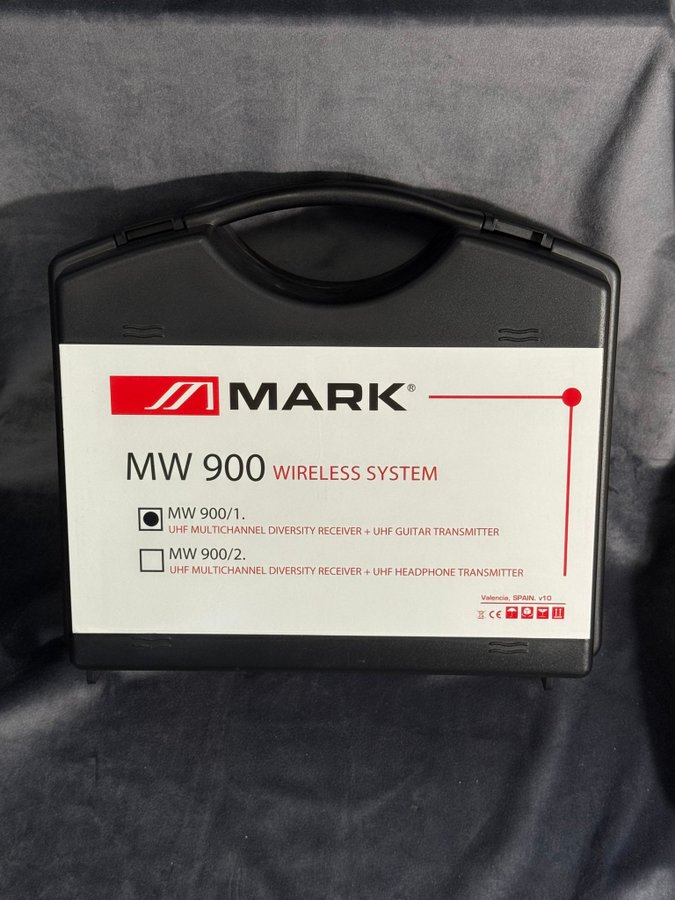 MARK®
MW 900 WIRELESS SYSTEM
MW 900/1.
UHF MULTICHANNEL DIVERSITY RECEIVER + UHF GUITAR TRANSMITTER
MW 900/2.
UHF MULTICHANNEL DIVERSITY RECEIVER + UHF HEADPHONE TRANSMITTER
Valencia, SPAIN. v10
CE